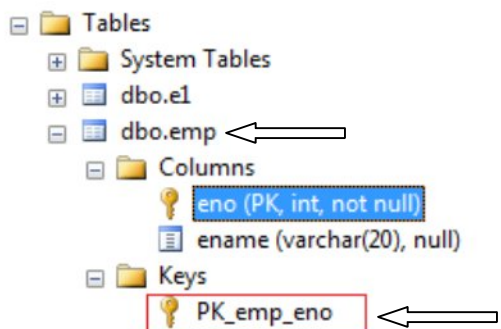 Tables
System Tables
dbo.e1
dbo.emp
Columns
eno (PK, int, not null)
ename (varchar(20), null)
Keys
PK_emp_eno